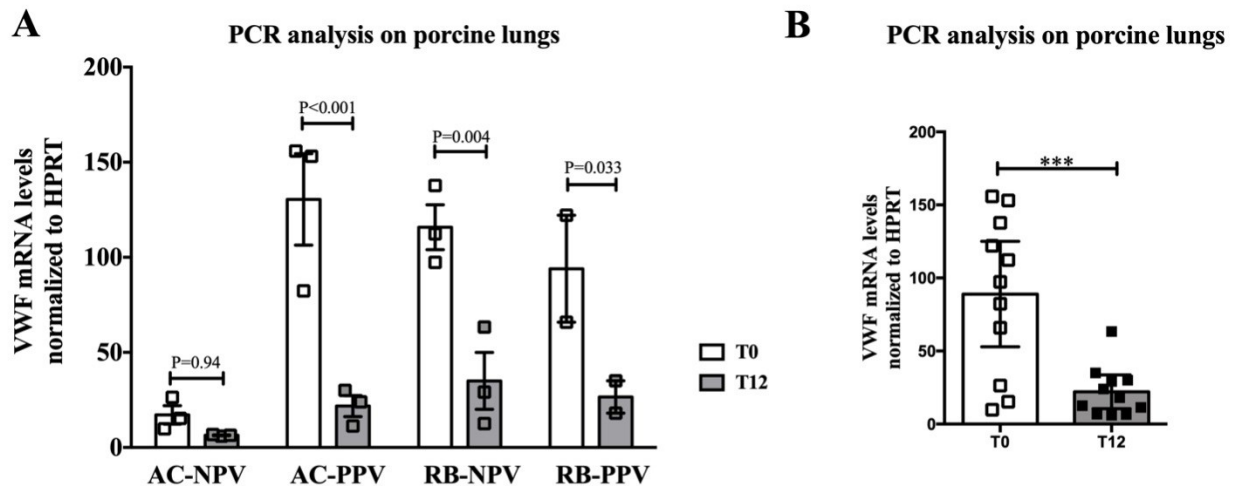 A
PCR analysis on porcine lungs
VWF mRNA levels
normalized to HPRT
200
150
100
50
0
P=0.94
P<0.001
P=0.004
P=0.033
AC-NPV
AC-PPV
RB-NPV
RB-PPV
T0
T12
B
PCR analysis on porcine lungs
VWF mRNA levels
normalized to HPRT
200
150
100
50
0
***
T0
T12